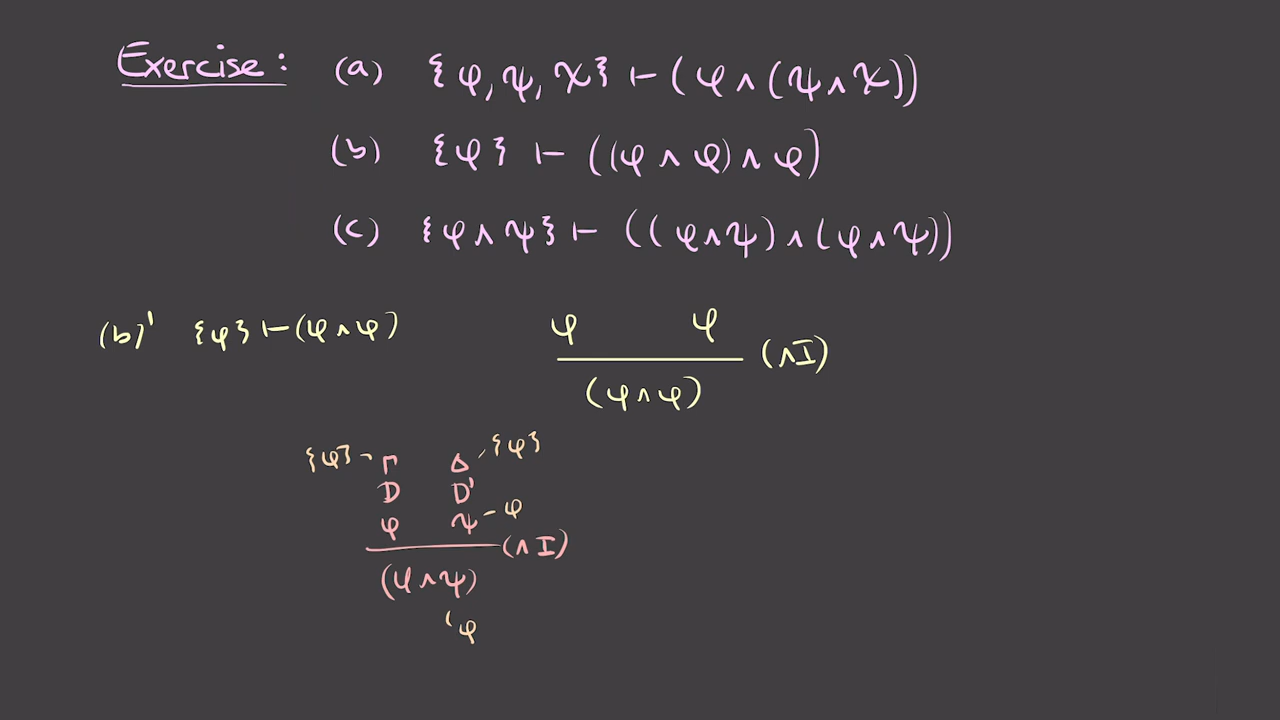 Exercise: (a) {φ, ψ, χ} ⊢ (φ ∧ (ψ ∧ χ))
(b) {φ} ⊢ ((φ ∧ φ) ∧ φ)
(c) {φ ∧ ψ} ⊢ ((φ ∧ ψ) ∧ (φ ∧ ψ))
(b)' {φ} ⊢ (φ ∧ φ)
φ φ
(∧I)
(φ ∧ φ)
{φ} - Γ Δ - {φ}
D D'
φ ψ - φ
(∧I)
(φ ∧ ψ)
φ